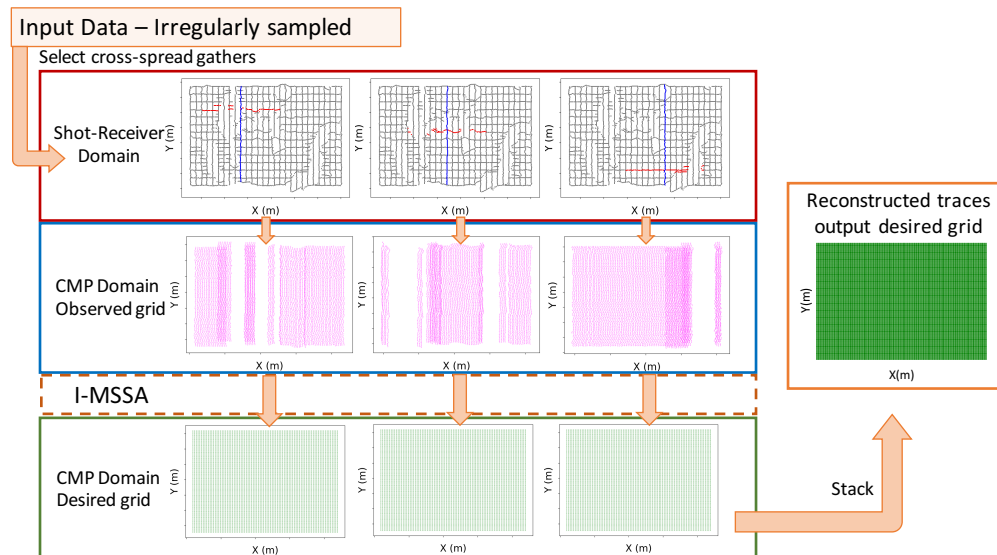 Input Data – Irregularly sampled
Select cross-spread gathers
Shot-Receiver
Domain
Y (m)
X (m)
Y (m)
X (m)
Y (m)
X (m)
CMP Domain
Observed grid
Y (m)
X (m)
Y (m)
X (m)
Y (m)
X (m)
I-MSSA
CMP Domain
Desired grid
Y (m)
X (m)
Y (m)
X (m)
Y (m)
X (m)
Stack
Reconstructed traces
output desired grid
Y(m)
X(m)